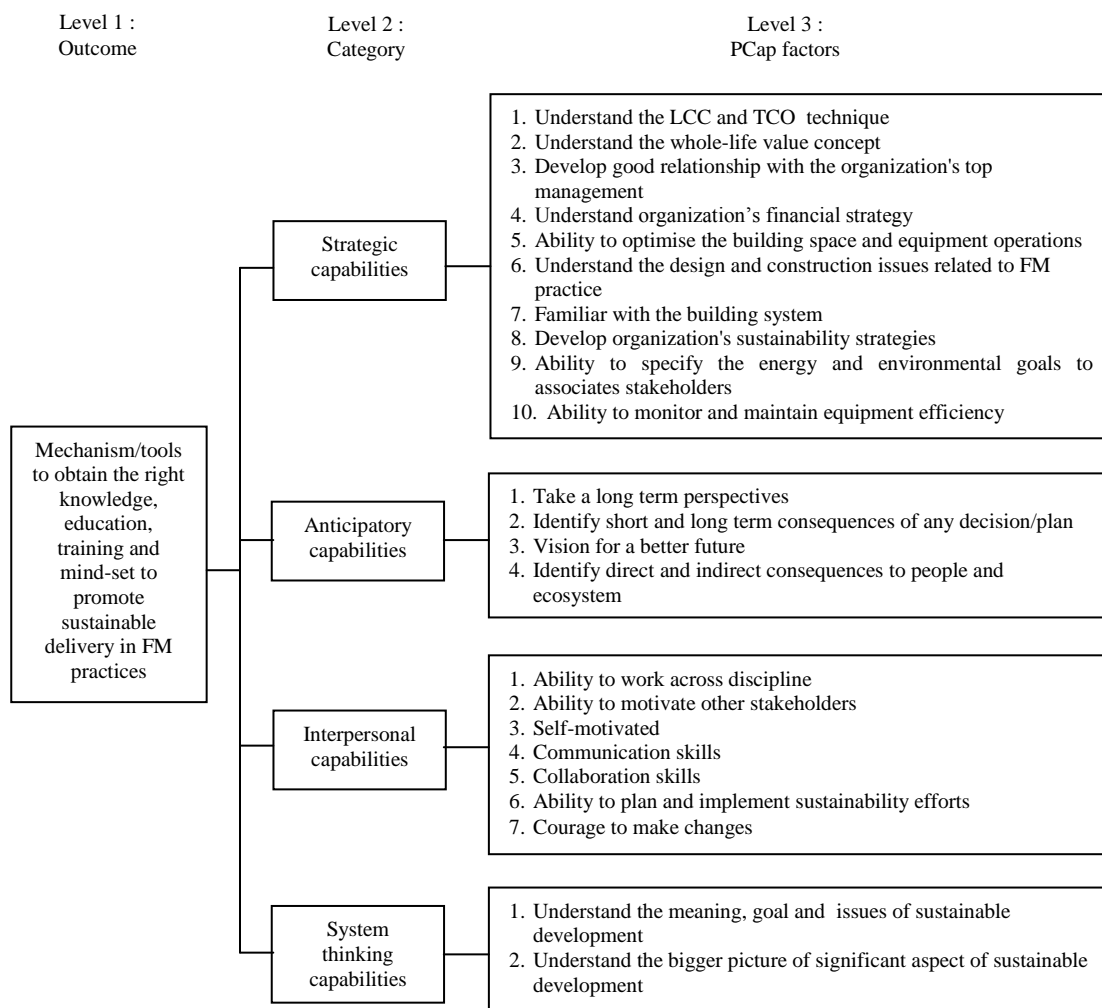 Level 1 :
Outcome
Level 2 :
Category
Level 3 :
PCap factors
Mechanism/tools
to obtain the right
knowledge,
education,
training and
mind-set to
promote
sustainable
delivery in FM
practices
Strategic
capabilities
1. Understand the LCC and TCO technique
2. Understand the whole-life value concept
3. Develop good relationship with the organization's top
management
4. Understand organization’s financial strategy
5. Ability to optimise the building space and equipment operations
6. Understand the design and construction issues related to FM
practice
7. Familiar with the building system
8. Develop organization's sustainability strategies
9. Ability to specify the energy and environmental goals to
associates stakeholders
10. Ability to monitor and maintain equipment efficiency
Anticipatory
capabilities
1. Take a long term perspectives
2. Identify short and long term consequences of any decision/plan
3. Vision for a better future
4. Identify direct and indirect consequences to people and
ecosystem
Interpersonal
capabilities
1. Ability to work across discipline
2. Ability to motivate other stakeholders
3. Self-motivated
4. Communication skills
5. Collaboration skills
6. Ability to plan and implement sustainability efforts
7. Courage to make changes
System
thinking
capabilities
1. Understand the meaning, goal and issues of sustainable
development
2. Understand the bigger picture of significant aspect of sustainable
development